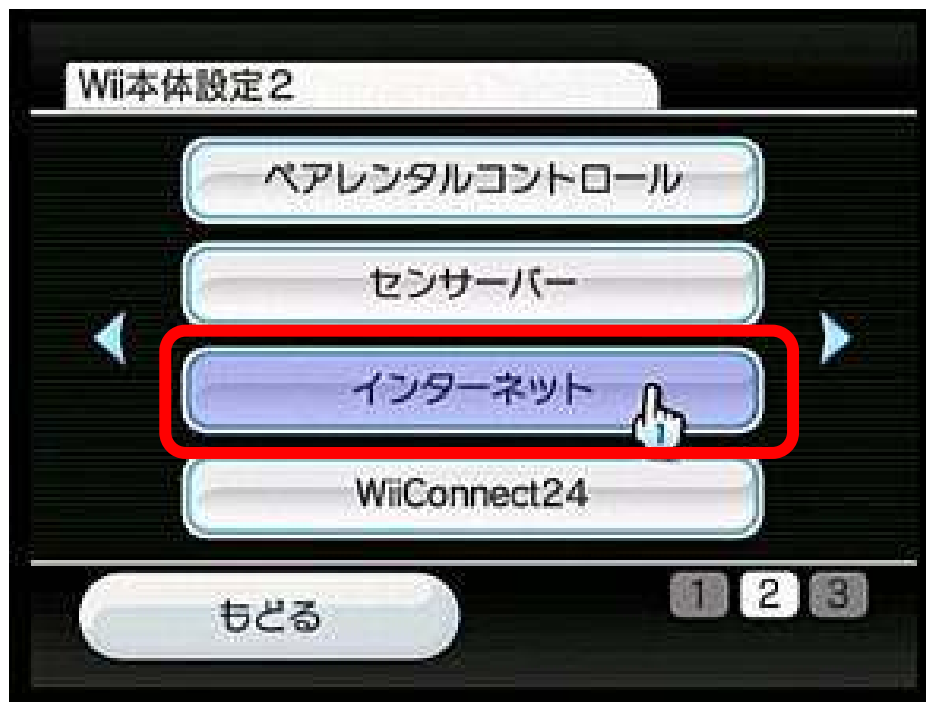 Wii本体設定2
ペアレンタルコントロール
センサーバー
インターネット
1
WiiConnect24
もどる
1 2 3